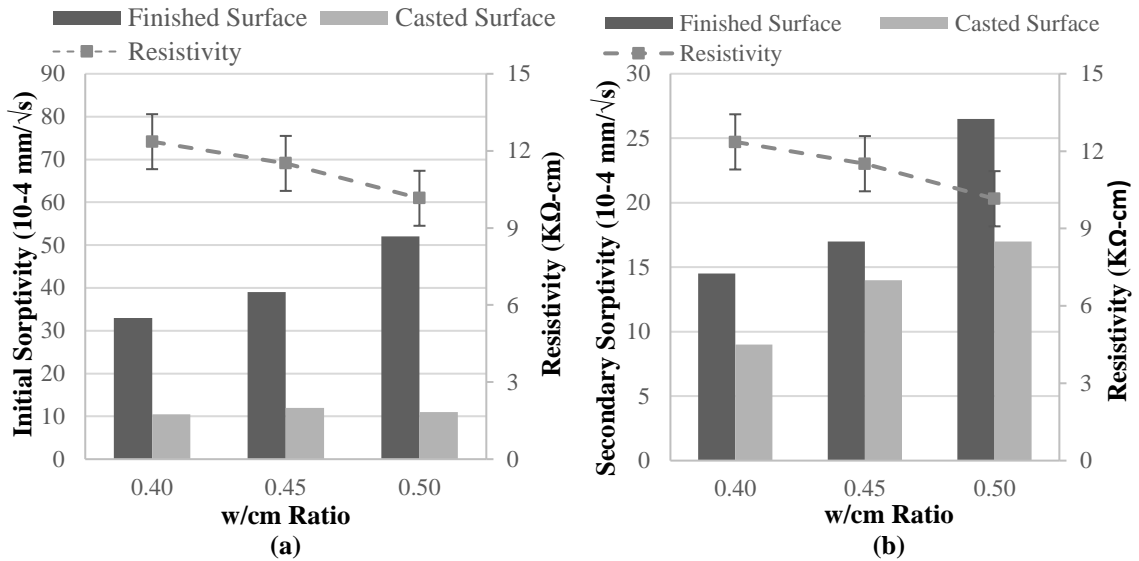 Finished Surface Casted Surface
Resistivity
90
80
70
60
50
40
30
20
10
0
15
12
9
6
3
0
Initial Sorptivity (10-4 mm/√s)
Resistivity (KΩ-cm)
0.40 0.45 0.50
w/cm Ratio
(a)
Finished Surface Casted Surface
Resistivity
30
25
20
15
10
5
0
15
12
9
6
3
0
Secondary Sorptivity (10-4 mm/√s)
Resistivity (KΩ-cm)
0.40 0.45 0.50
w/cm Ratio
(b)